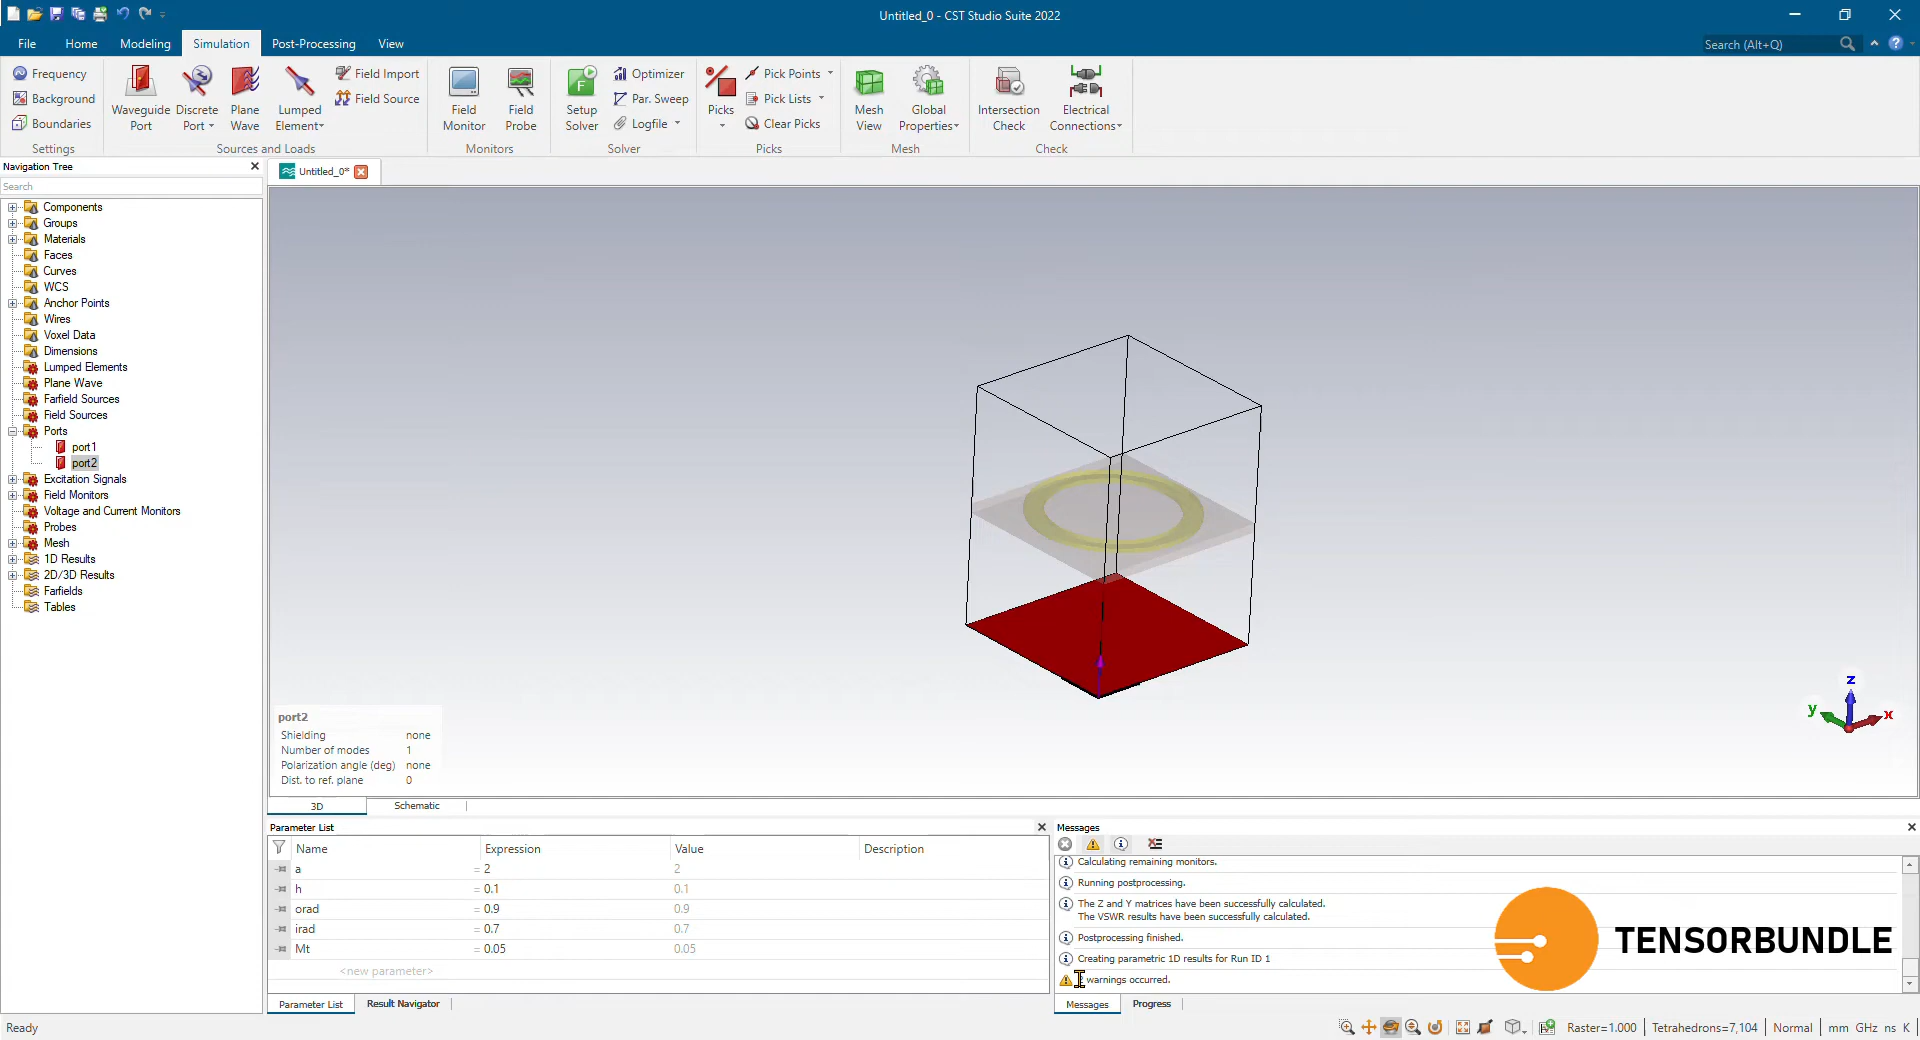 Untitled_0 - CST Studio Suite 2022
File Home Modeling Simulation Post-Processing View
Search (Alt+Q)
Frequency
Background
Boundaries
Settings
Waveguide Port
Discrete Port
Plane Wave
Lumped Element
Field Import
Field Source
Sources and Loads
Field Monitor
Field Probe
Monitors
Setup Solver
Optimizer
Par. Sweep
Logfile
Solver
Picks
Pick Points
Pick Lists
Clear Picks
Picks
Mesh View
Global Properties
Mesh
Intersection Check
Electrical Connections
Check
Navigation Tree
Search
Components
Groups
Materials
Faces
Curves
WCS
Anchor Points
Wires
Voxel Data
Dimensions
Lumped Elements
Plane Wave
Farfield Sources
Field Sources
Ports
port1
port2
Excitation Signals
Field Monitors
Voltage and Current Monitors
Probes
Mesh
1D Results
2D/3D Results
Farfields
Tables
Untitled_0*
port2
Shielding none
Number of modes 1
Polarization angle (deg) none
Dist. to ref. plane 0
z
y
x
3D Schematic
Parameter List
Name Expression Value Description
a = 2 2
h = 0.1 0.1
orad = 0.9 0.9
irad = 0.7 0.7
Mt = 0.05 0.05
<new parameter>
Parameter List Result Navigator
Messages
Calculating remaining monitors.
Running postprocessing.
The Z and Y matrices have been successfully calculated.
The VSWR results have been successfully calculated.
Postprocessing finished.
Creating parametric 1D results for Run ID 1
warnings occurred.
Messages Progress
TENSORBUNDLE
Ready
Raster=1.000 Tetrahedrons=7,104 Normal mm GHz ns K